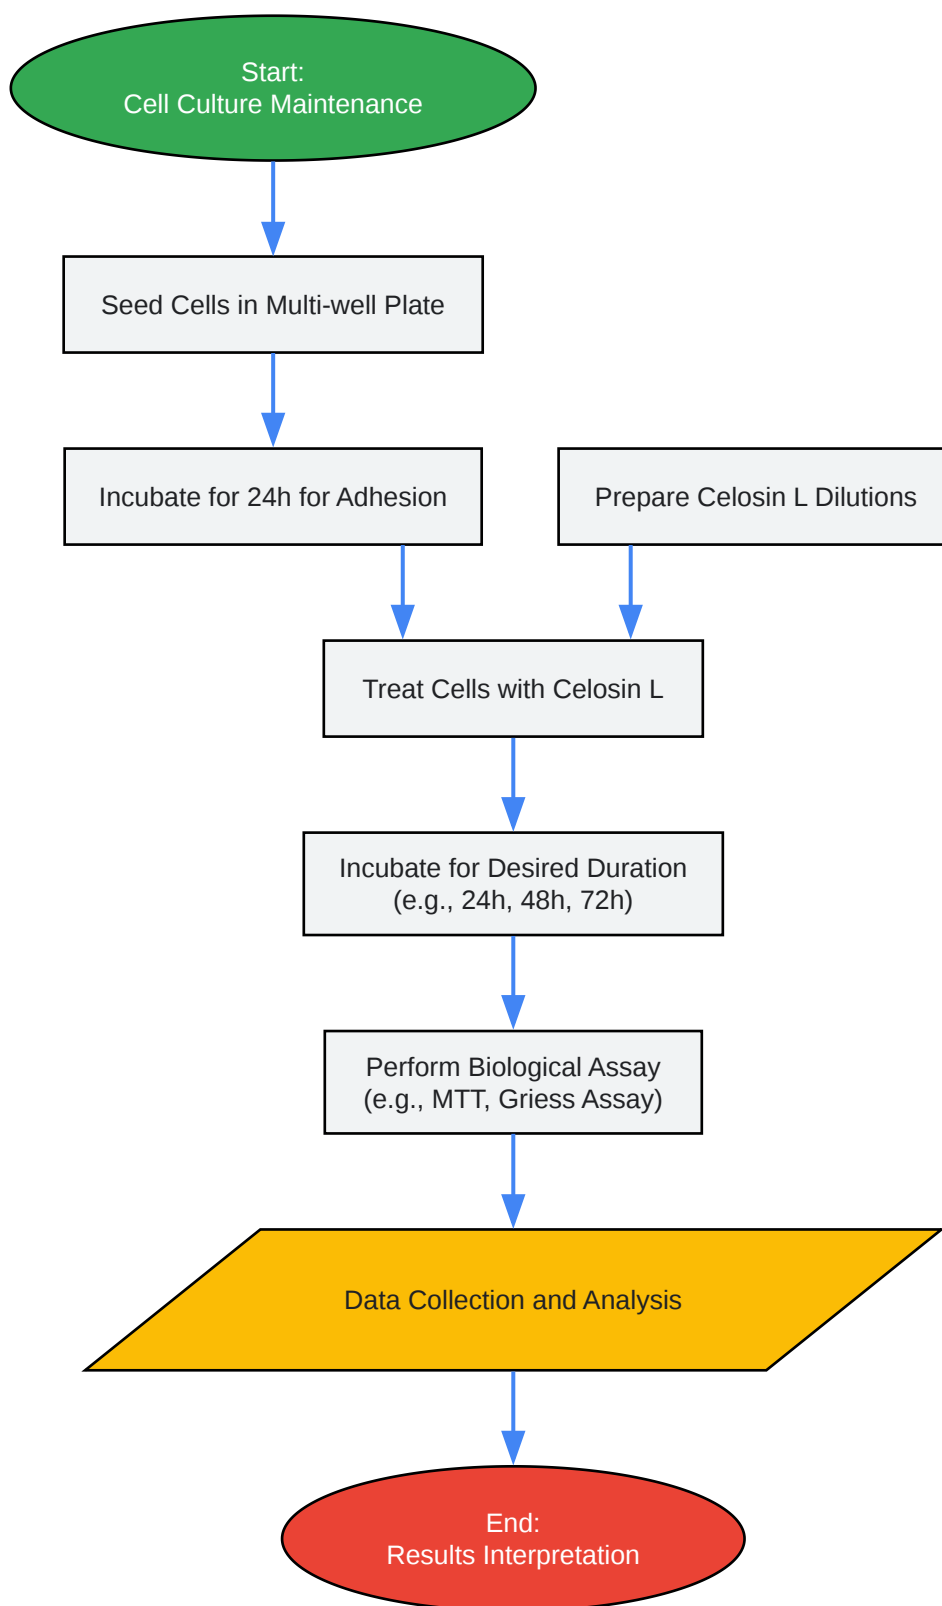 Start:
Cell Culture Maintenance
Seed Cells in Multi-well Plate
Incubate for 24h for Adhesion
Prepare Celosin L Dilutions
Treat Cells with Celosin L
Incubate for Desired Duration
(e.g., 24h, 48h, 72h)
Perform Biological Assay
(e.g., MTT, Griess Assay)
Data Collection and Analysis
End:
Results Interpretation